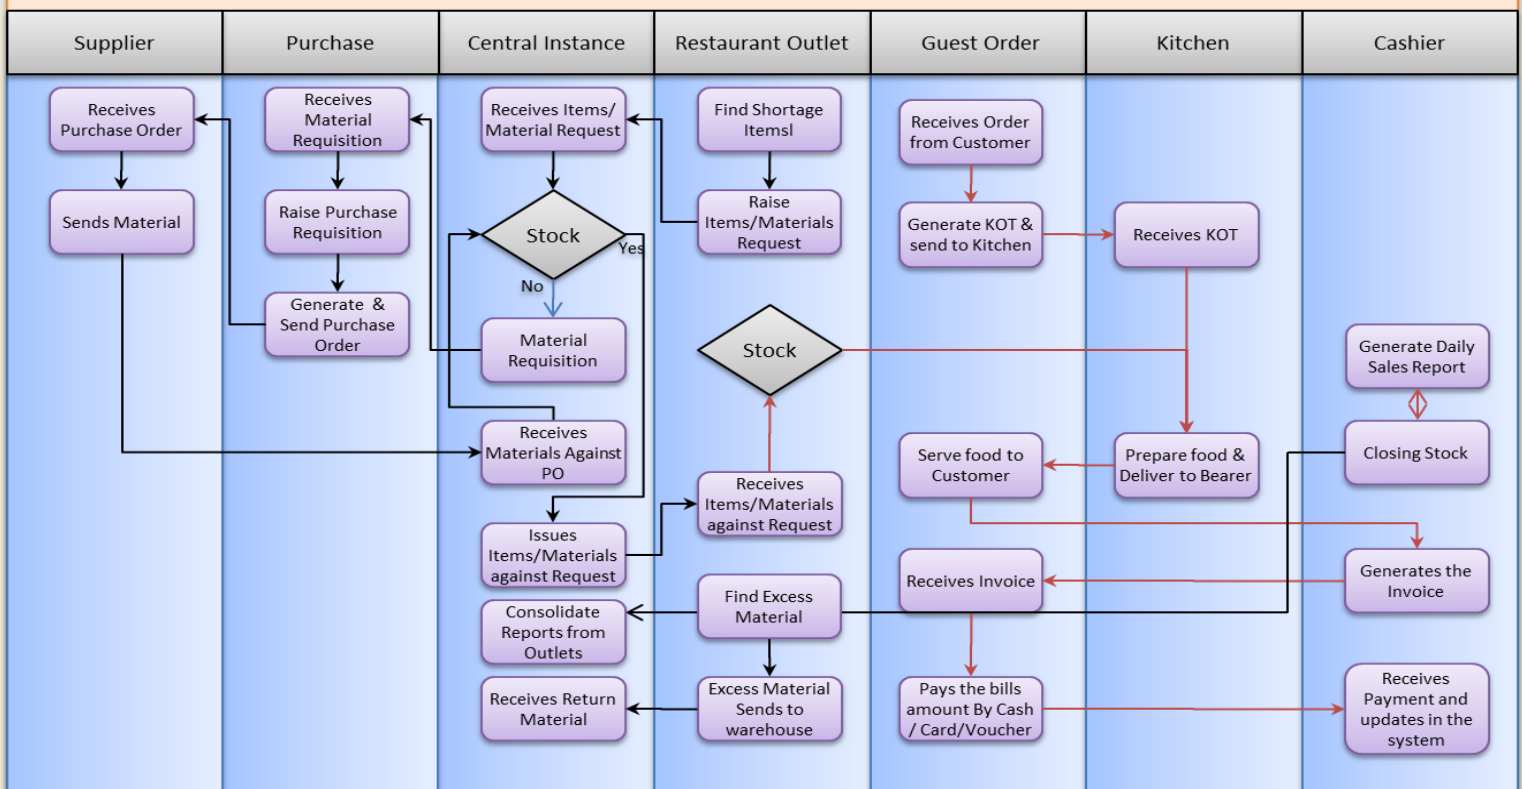 Supplier
Purchase
Central Instance
Restaurant Outlet
Guest Order
Kitchen
Cashier
Receives
Purchase Order
Sends Material
Receives
Material
Requisition
Raise Purchase
Requisition
Generate &
Send Purchase
Order
Receives Items/
Material Request
Stock
Yes
No
Material
Requisition
Receives
Materials Against
PO
Issues
Items/Materials
against Request
Consolidate
Reports from
Outlets
Receives Return
Material
Find Shortage
Itemsl
Raise
Items/Materials
Request
Stock
Receives
Items/Materials
against Request
Find Excess
Material
Excess Material
Sends to
warehouse
Receives Order
from Customer
Generate KOT &
send to Kitchen
Serve food to
Customer
Receives Invoice
Pays the bills
amount By Cash
/ Card/Voucher
Receives KOT
Prepare food &
Deliver to Bearer
Generate Daily
Sales Report
Closing Stock
Generates the
Invoice
Receives
Payment and
updates in the
system